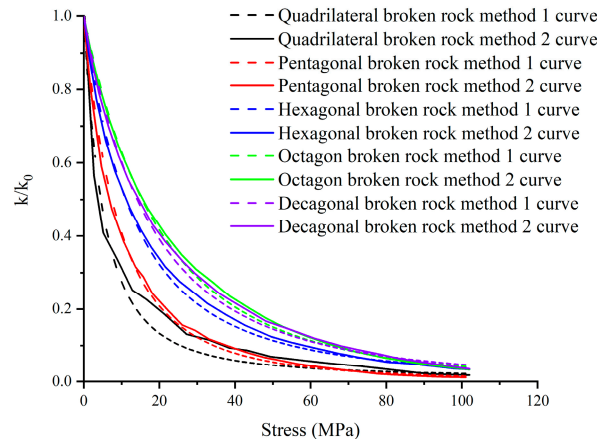 k/k0
1.0
0.8
0.6
0.4
0.2
0.0
0
20
40
60
80
100
120
Stress (MPa)
Quadrilateral broken rock method 1 curve
Quadrilateral broken rock method 2 curve
Pentagonal broken rock method 1 curve
Pentagonal broken rock method 2 curve
Hexagonal broken rock method 1 curve
Hexagonal broken rock method 2 curve
Octagon broken rock method 1 curve
Octagon broken rock method 2 curve
Decagonal broken rock method 1 curve
Decagonal broken rock method 2 curve